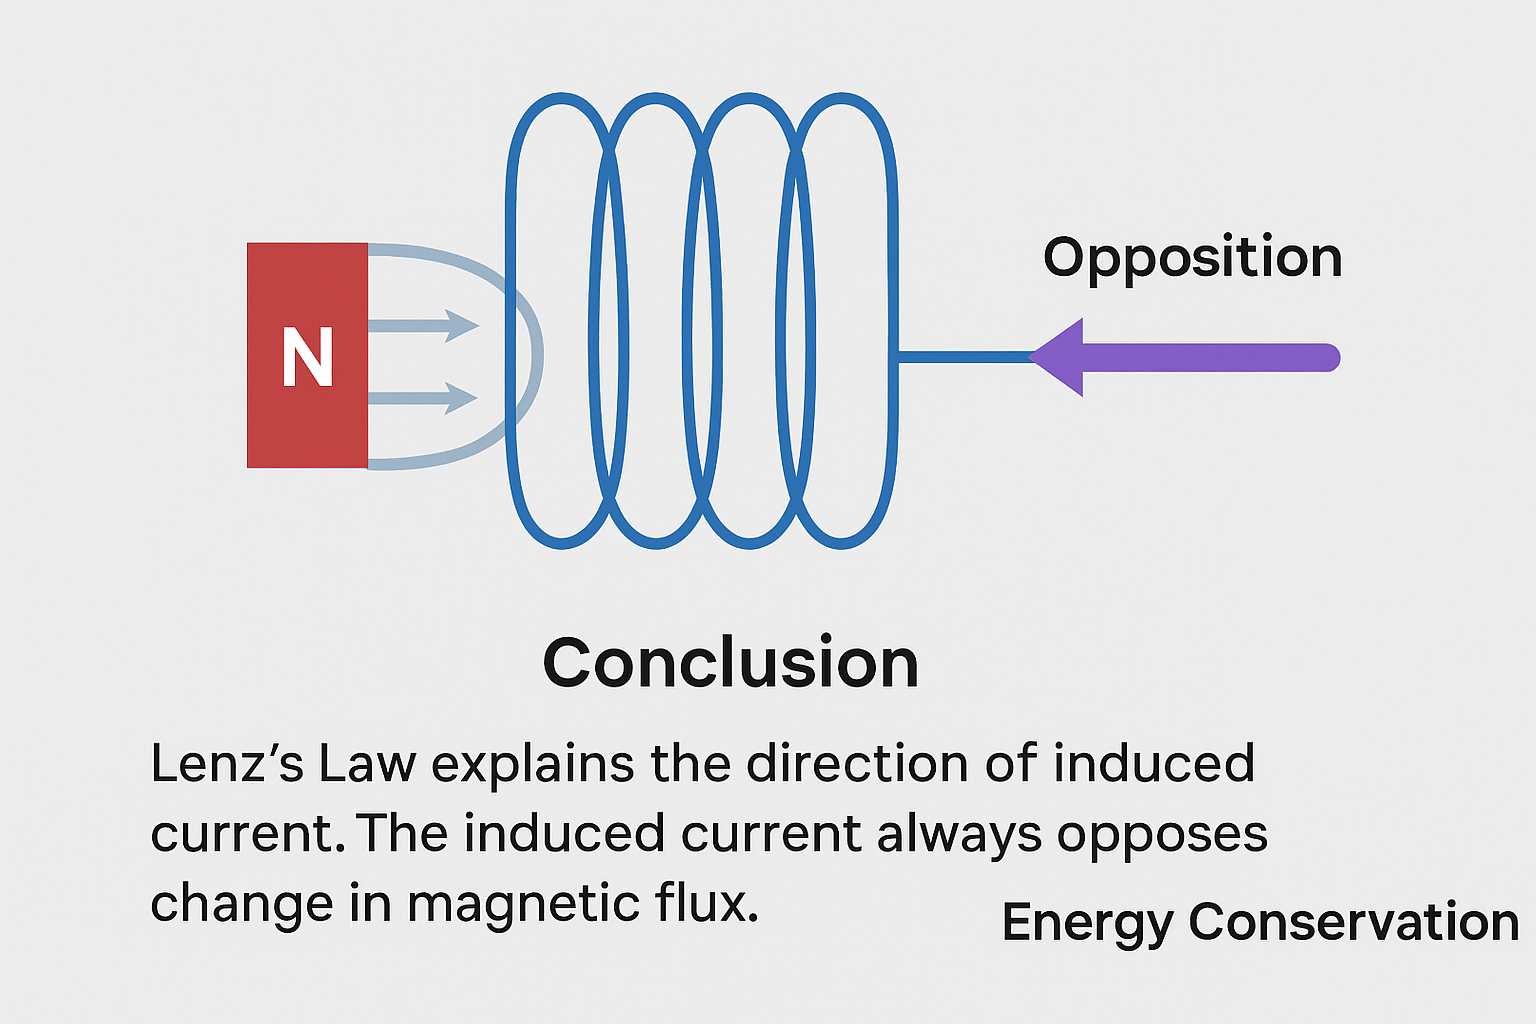 N
Opposition
Conclusion
Lenz’s Law explains the direction of induced
current. The induced current always opposes
change in magnetic flux.
Energy Conservation